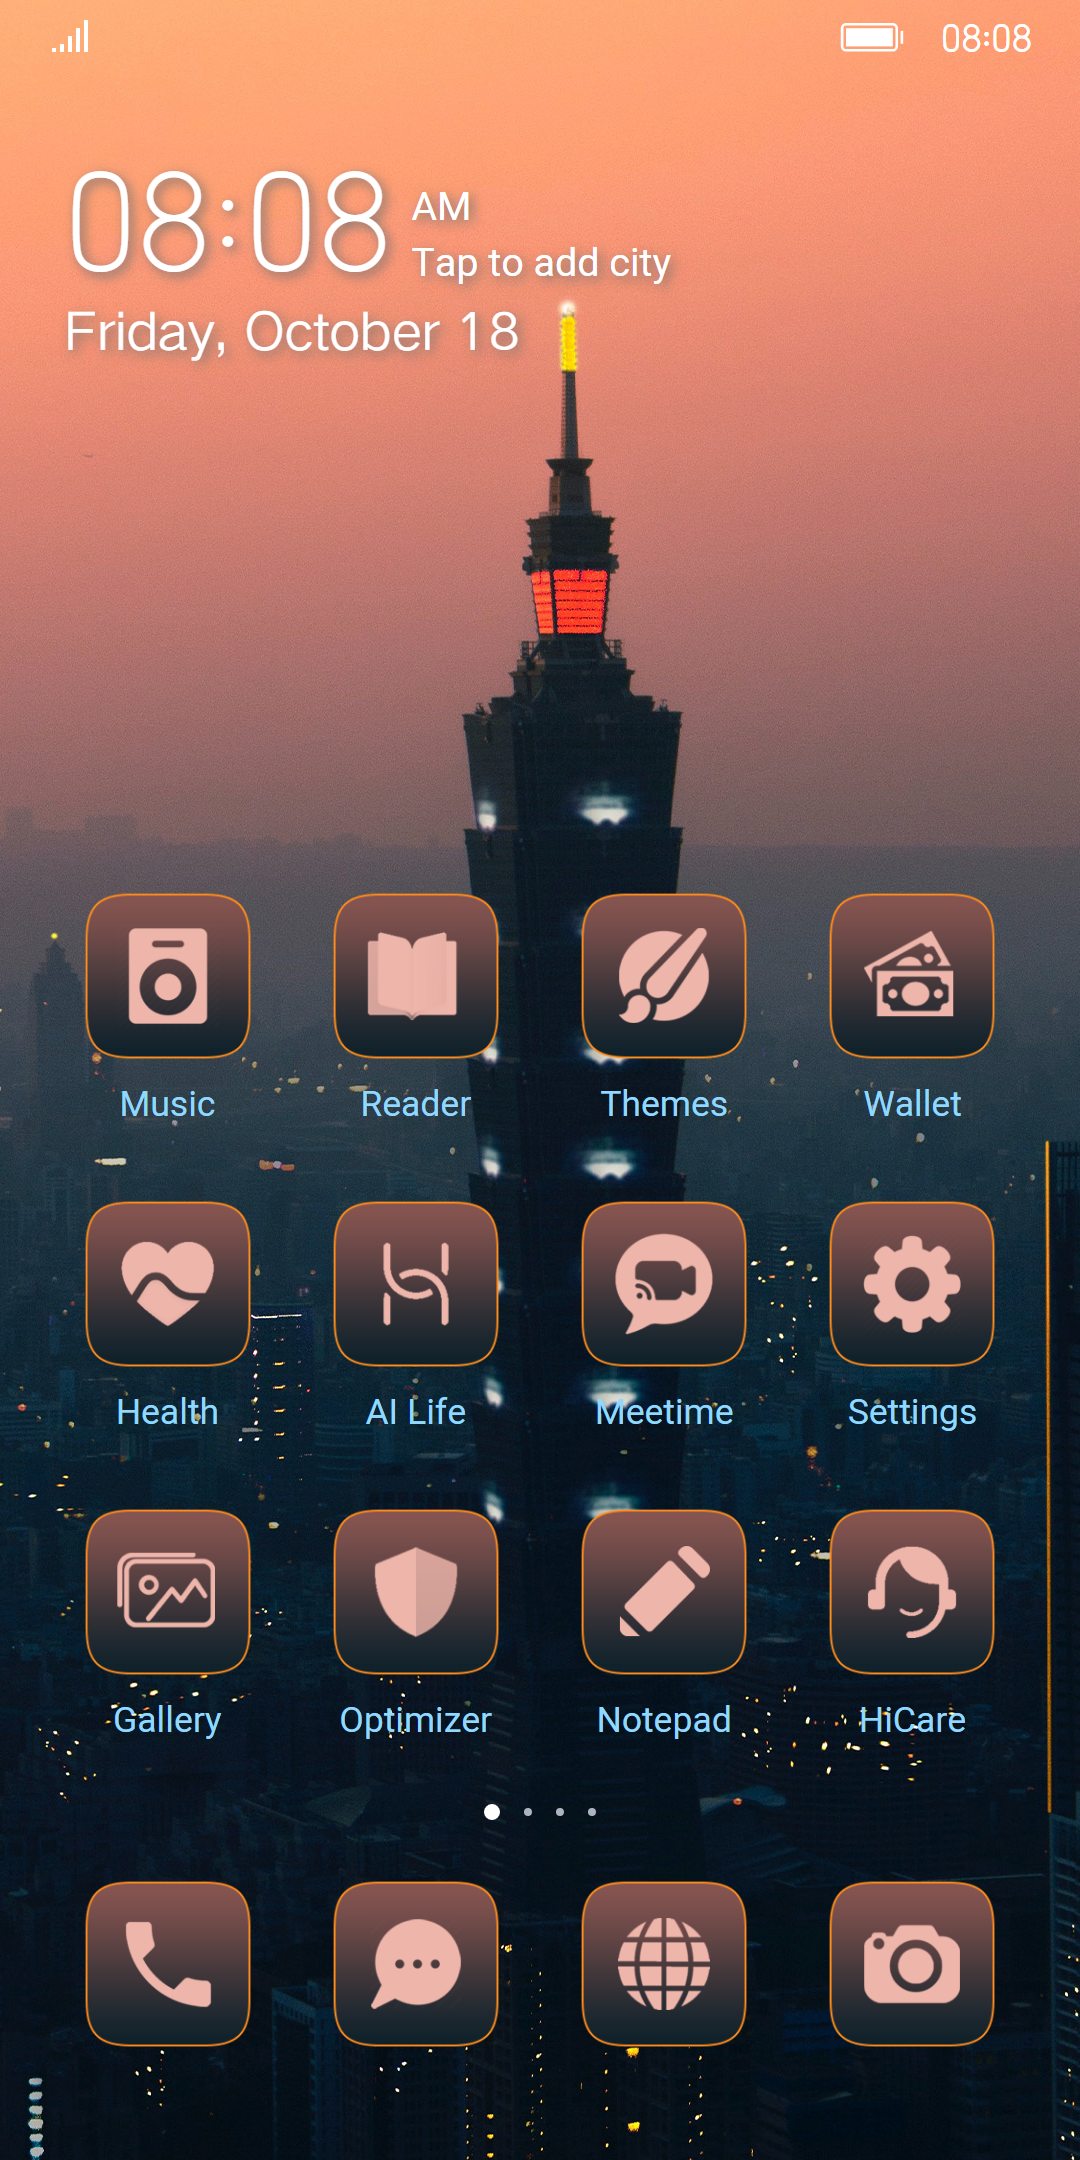 08:08
08:08 AM
Tap to add city
Friday, October 18
Music Reader Themes Wallet
Health AI Life Meetime Settings
Gallery Optimizer Notepad HiCare